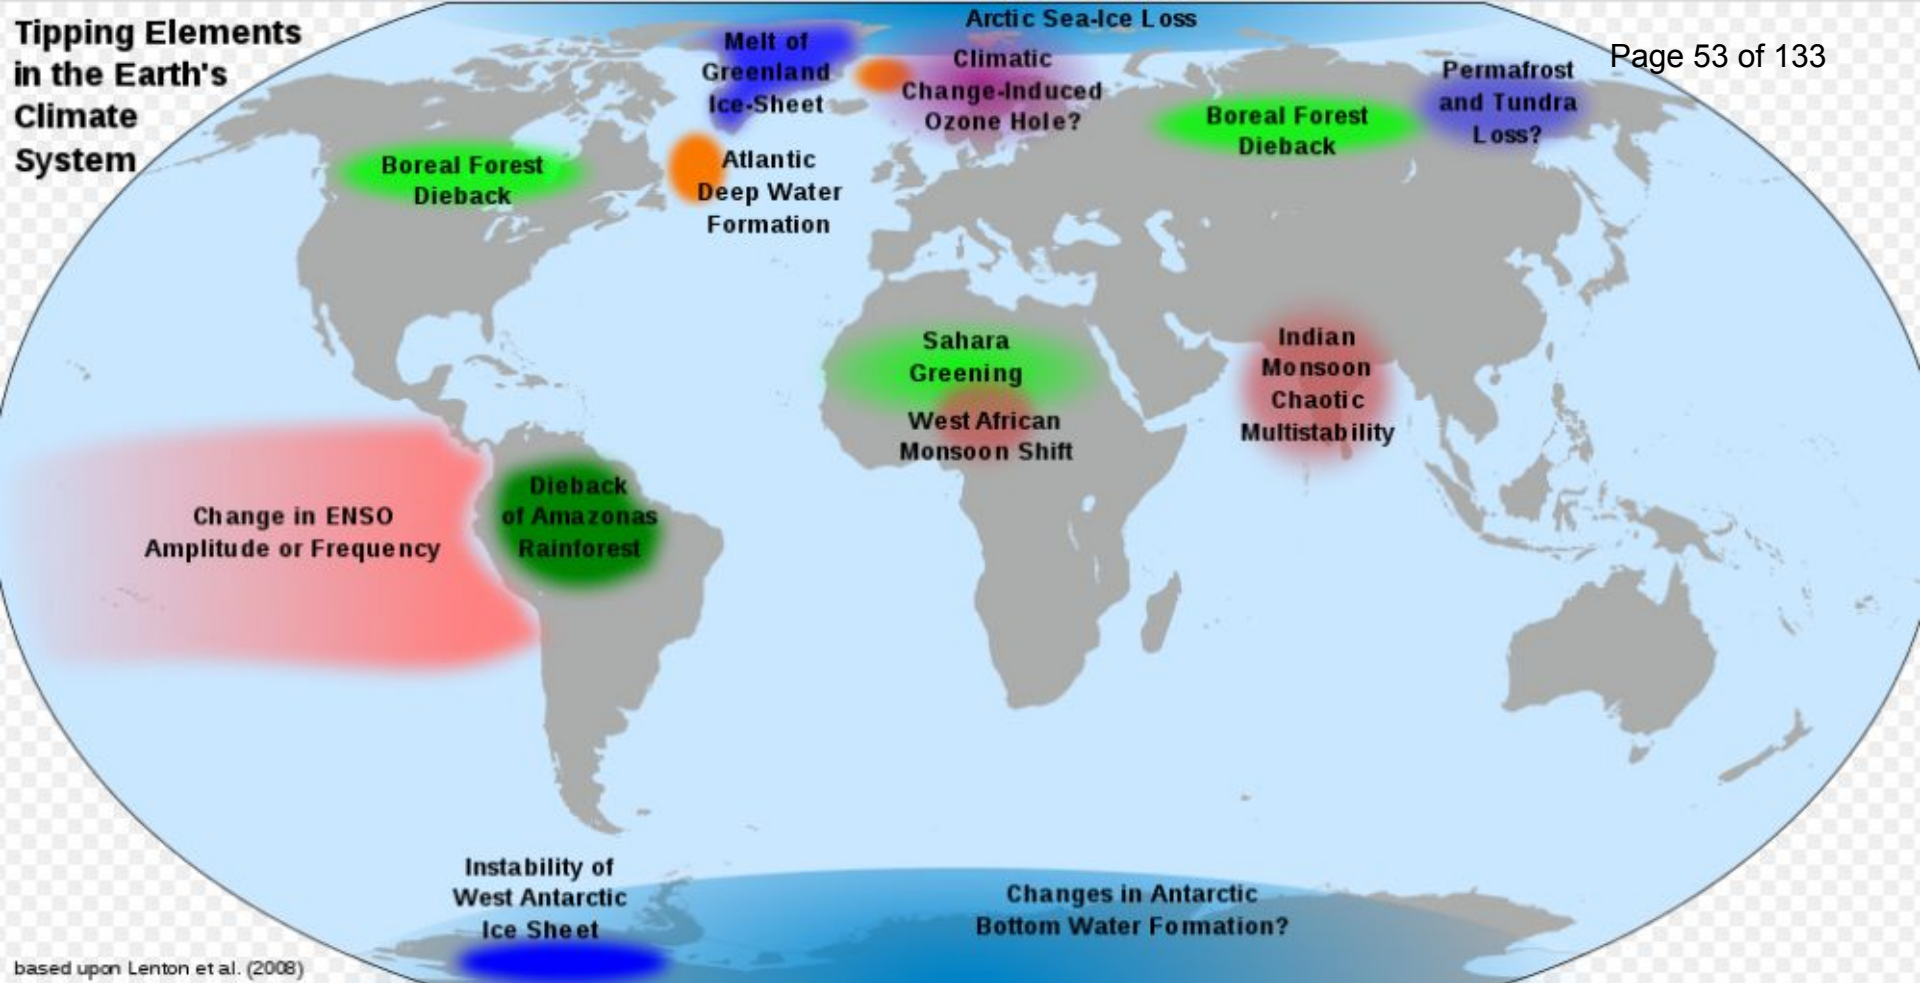 Tipping Elements
in the Earth's
Climate
System
Arctic Sea-Ice Loss
Page 53 of 133
Melt of
Greenland
Ice-Sheet
Climatic
Change-Induced
Ozone Hole?
Permafrost
and Tundra
Loss?
Boreal Forest
Dieback
Boreal Forest
Dieback
Atlantic
Deep Water
Formation
Sahara
Greening
West African
Monsoon Shift
Indian
Monsoon
Chaotic
Multistability
Change in ENSO
Amplitude or Frequency
Dieback
of Amazonas
Rainforest
Instability of
West Antarctic
Ice Sheet
Changes in Antarctic
Bottom Water Formation?
based upon Lenton et al. (2008)